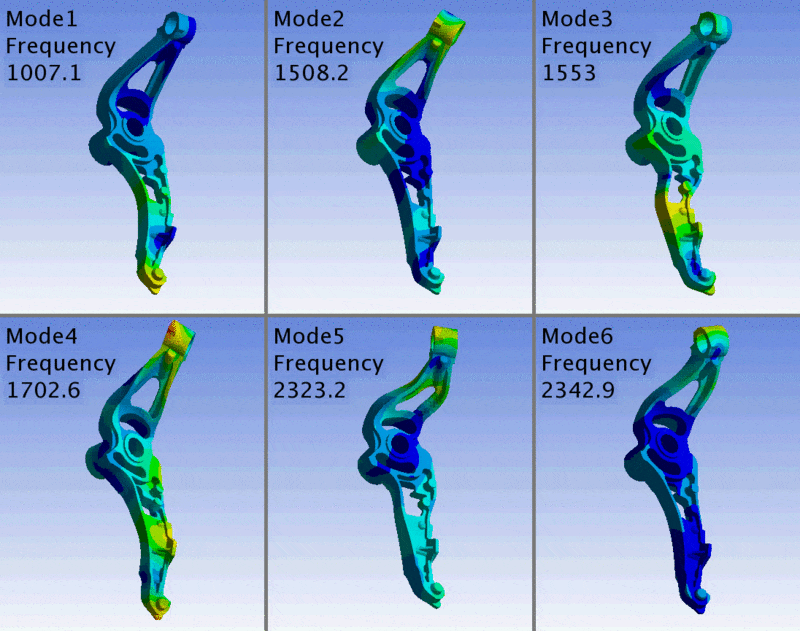 Mode1
Frequency
1007.1
Mode2
Frequency
1508.2
Mode3
Frequency
1553
Mode4
Frequency
1702.6
Mode5
Frequency
2323.2
Mode6
Frequency
2342.9